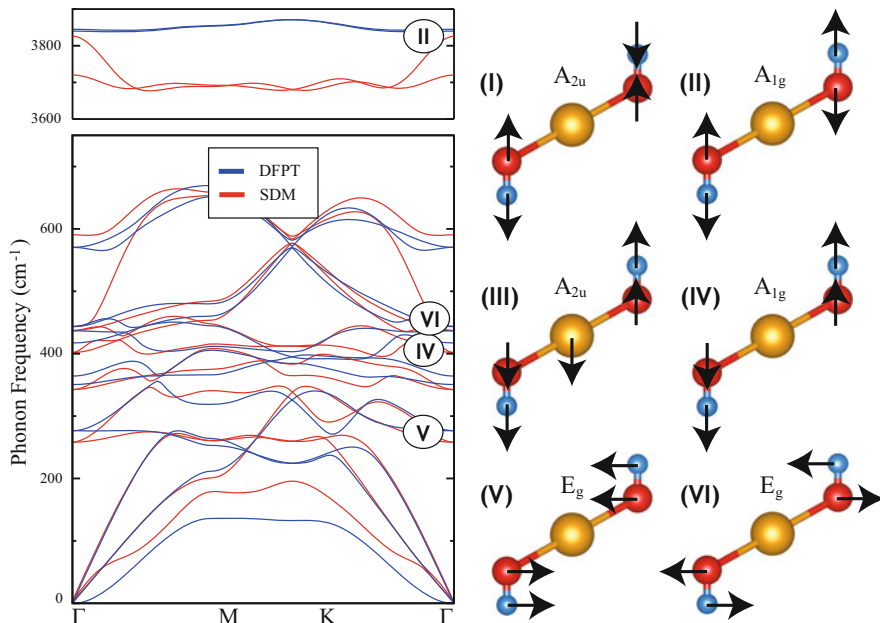 3800
3600
600
400
200
0
Phonon Frequency (cm⁻¹)
II
DFPT
SDM
VI
IV
V
Γ M K Γ
(I) A₂ᵤ
(II) A₁g
(III) A₂ᵤ
(IV) A₁g
(V) Eg
(VI) Eg